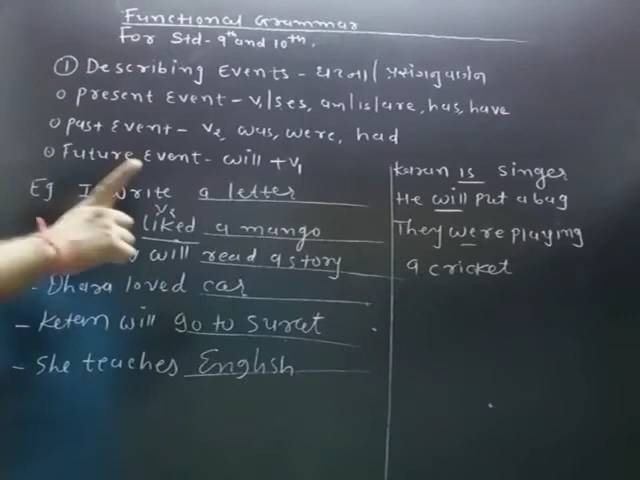 Functional Grammar
For Std - 9th and 10th.
① Describing Events - ઘટના/પ્રસંગનું વર્ણન
⊙ Present Event - V1/s/es, am/is/are, has, have
⊙ Past Event - V2, was, were, had
⊙ Future Event - will + V1
Eg I write a letter
V2
liked a mango
will read a story
- Dhara loved car
- Ketan will go to Surat
- She teaches English
Karan is singer
He will put a bag
They were playing
a cricket